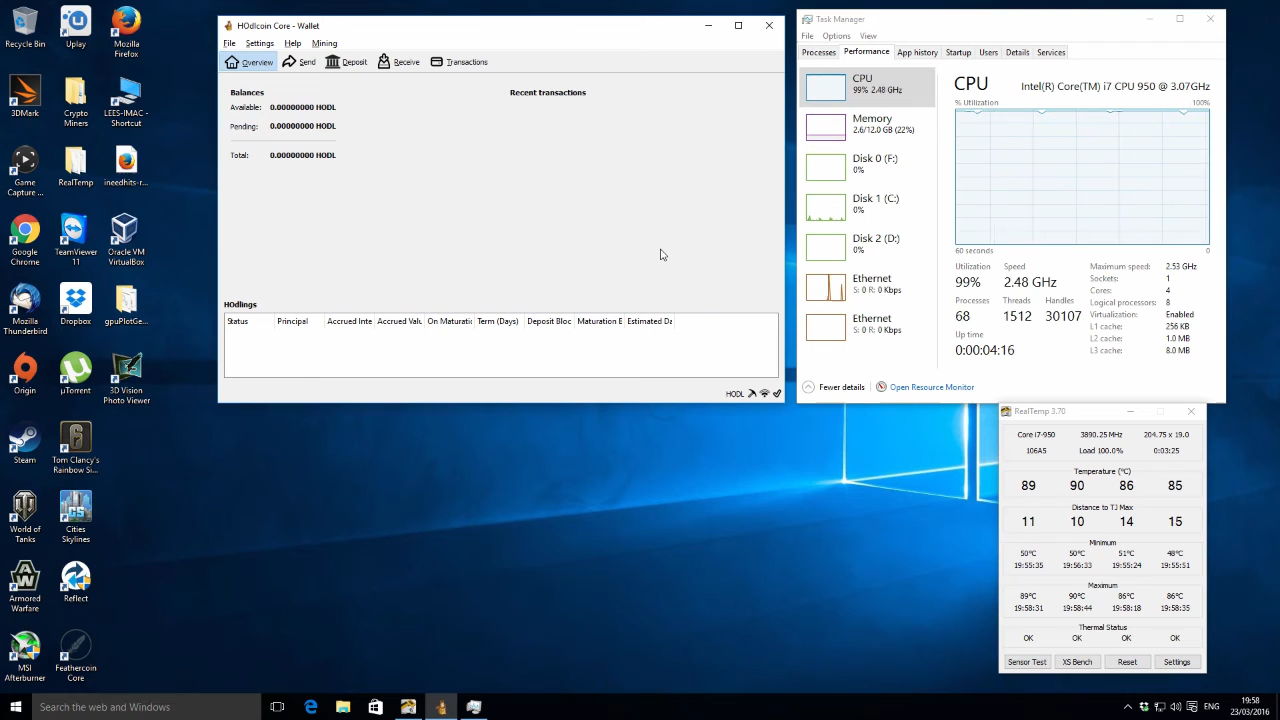 Recycle Bin
Uplay
Mozilla
Firefox
3DMark
Crypto
Miners
LEES-IMAC -
Shortcut
Game
Capture ...
RealTemp
ineedhits-r...
Google
Chrome
TeamViewer
11
Oracle VM
VirtualBox
Mozilla
Thunderbird
Dropbox
gpuPlotGe...
Origin
µTorrent
3D Vision
Photo Viewer
Steam
Tom Clancy's
Rainbow Si...
World of
Tanks
Cities
Skylines
Armored
Warfare
Reflect
MSI
Afterburner
Feathercoin
Core
HOdlcoin Core - Wallet
File Settings Help Mining
Overview Send Deposit Receive Transactions
Balances
Recent transactions
Available: 0.00000000 HODL
Pending: 0.00000000 HODL
Total: 0.00000000 HODL
HOdlings
Status Principal Accrued Inte Accrued Valu On Maturatic Term (Days) Deposit Bloc Maturation E Estimated Da
HODL
Task Manager
File Options View
Processes Performance App history Startup Users Details Services
CPU
99% 2.48 GHz
Memory
2.6/12.0 GB (22%)
Disk 0 (F:)
0%
Disk 1 (C:)
0%
Disk 2 (D:)
0%
Ethernet
S: 0 R: 0 Kbps
Ethernet
S: 0 R: 0 Kbps
CPU Intel(R) Core(TM) i7 CPU 950 @ 3.07GHz
% Utilization 100%
60 seconds 0
Utilization Speed
99% 2.48 GHz
Processes Threads Handles
68 1512 30107
Up time
0:00:04:16
Maximum speed: 2.53 GHz
Sockets: 1
Cores: 4
Logical processors: 8
Virtualization: Enabled
L1 cache: 256 KB
L2 cache: 1.0 MB
L3 cache: 8.0 MB
Fewer details Open Resource Monitor
RealTemp 3.70
Core i7-950 3890.25 MHz 204.75 x 19.0
106A5 Load 100.0% 0:03:25
Temperature (°C)
89 90 86 85
Distance to TJ Max
11 10 14 15
Minimum
50°C 50°C 51°C 48°C
19:55:35 19:56:33 19:55:24 19:55:51
Maximum
89°C 90°C 86°C 86°C
19:58:31 19:58:44 19:58:18 19:58:35
Thermal Status
OK OK OK OK
Sensor Test XS Bench Reset Settings
Search the web and Windows
ENG
19:58
23/03/2016